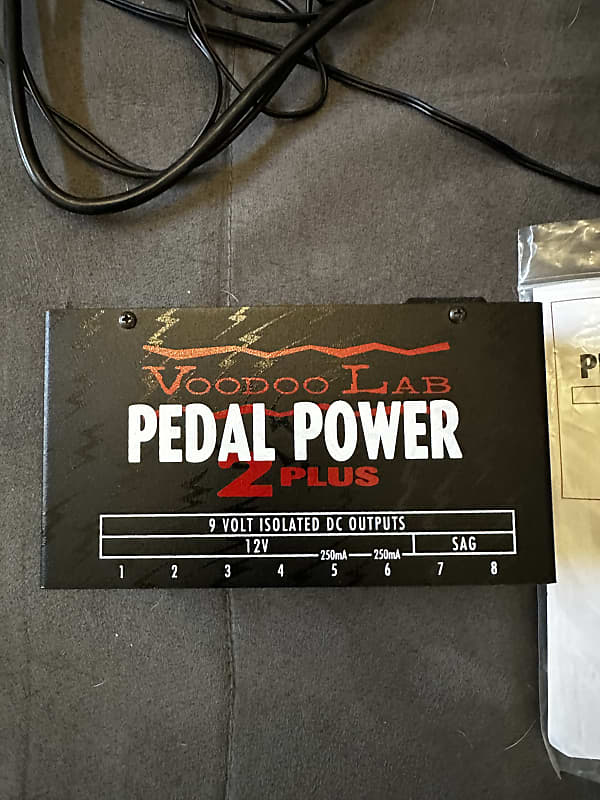 VOODOO LAB
PEDAL POWER
2 PLUS
9 VOLT ISOLATED DC OUTPUTS
12V 250mA 250mA SAG
1 2 3 4 5 6 7 8